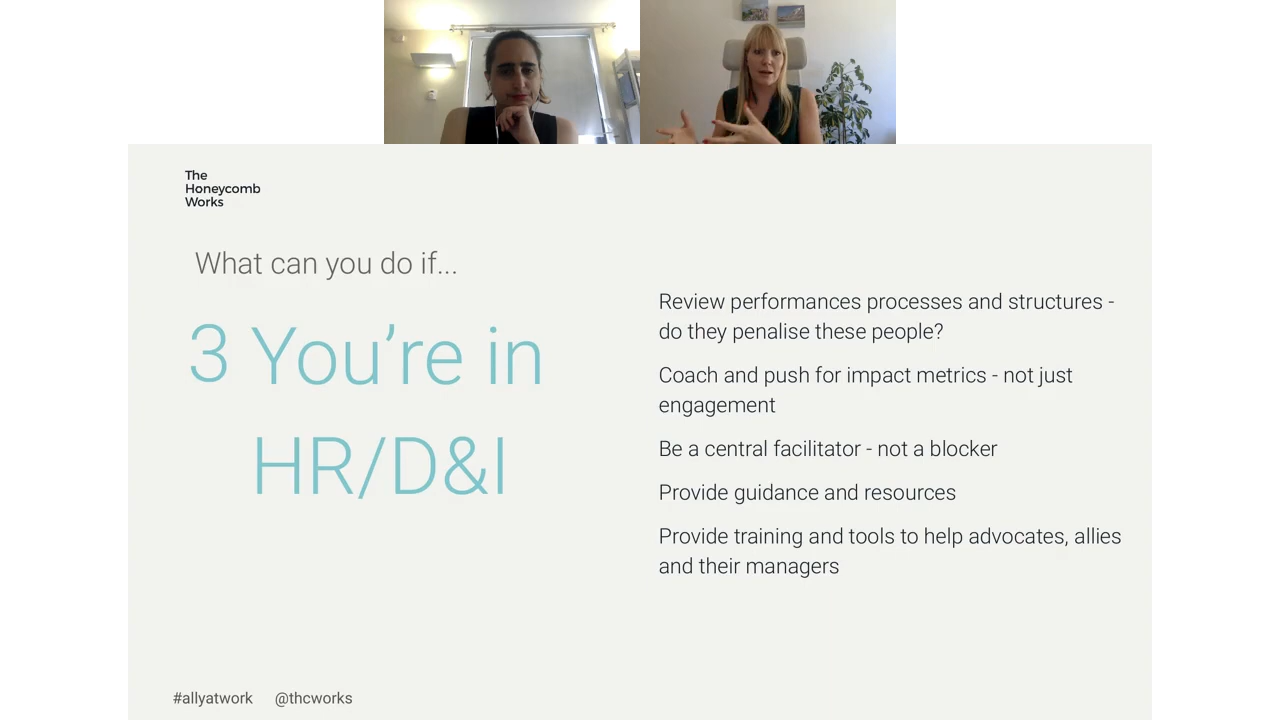 The
Honeycomb
Works
What can you do if...
3 You’re in
HR/D&I
Review performances processes and structures -
do they penalise these people?
Coach and push for impact metrics - not just
engagement
Be a central facilitator - not a blocker
Provide guidance and resources
Provide training and tools to help advocates, allies
and their managers
#allyatwork @thcworks